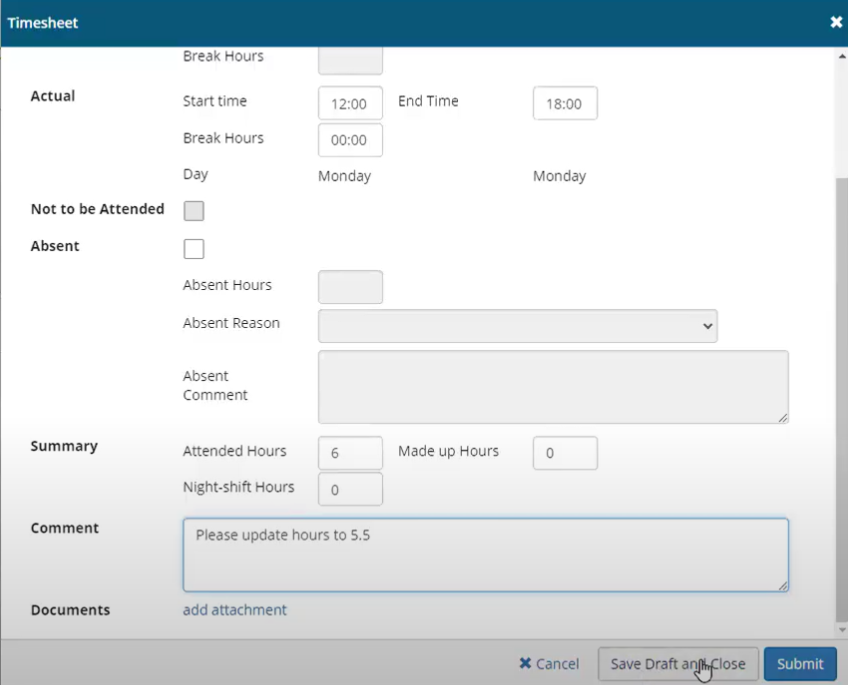 Timesheet
Break Hours
Actual
Start time 12:00 End Time 18:00
Break Hours 00:00
Day Monday Monday
Not to be Attended
Absent
Absent Hours
Absent Reason
Absent
Comment
Summary
Attended Hours 6 Made up Hours 0
Night-shift Hours 0
Comment
Please update hours to 5.5
Documents add attachment
Cancel Save Draft and Close Submit